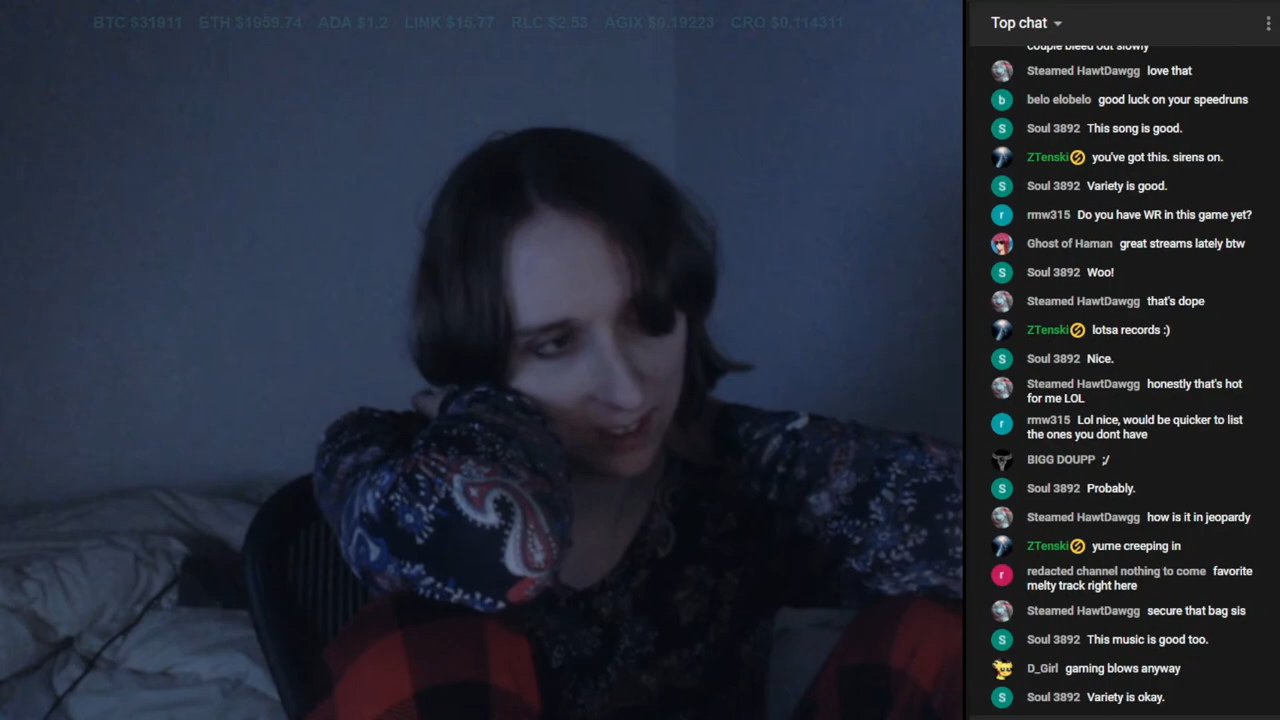 BTC $31911 ETH $1959.74 ADA $1.2 LINK $15.77 RLC $2.53 AGIX $0.19223 CRO $0.114311
Top chat
couple bleed out slowly
Steamed HawtDawgg love that
b belo elobelo good luck on your speedruns
S Soul 3892 This song is good.
ZTenski you've got this. sirens on.
S Soul 3892 Variety is good.
r rmw315 Do you have WR in this game yet?
Ghost of Haman great streams lately btw
S Soul 3892 Woo!
Steamed HawtDawgg that's dope
ZTenski lotsa records :)
S Soul 3892 Nice.
Steamed HawtDawgg honestly that's hot
for me LOL
r rmw315 Lol nice, would be quicker to list
the ones you dont have
BIGG DOUPP ;/
S Soul 3892 Probably.
Steamed HawtDawgg how is it in jeopardy
ZTenski yume creeping in
r redacted channel nothing to come favorite
melty track right here
Steamed HawtDawgg secure that bag sis
S Soul 3892 This music is good too.
D_Girl gaming blows anyway
S Soul 3892 Variety is okay.